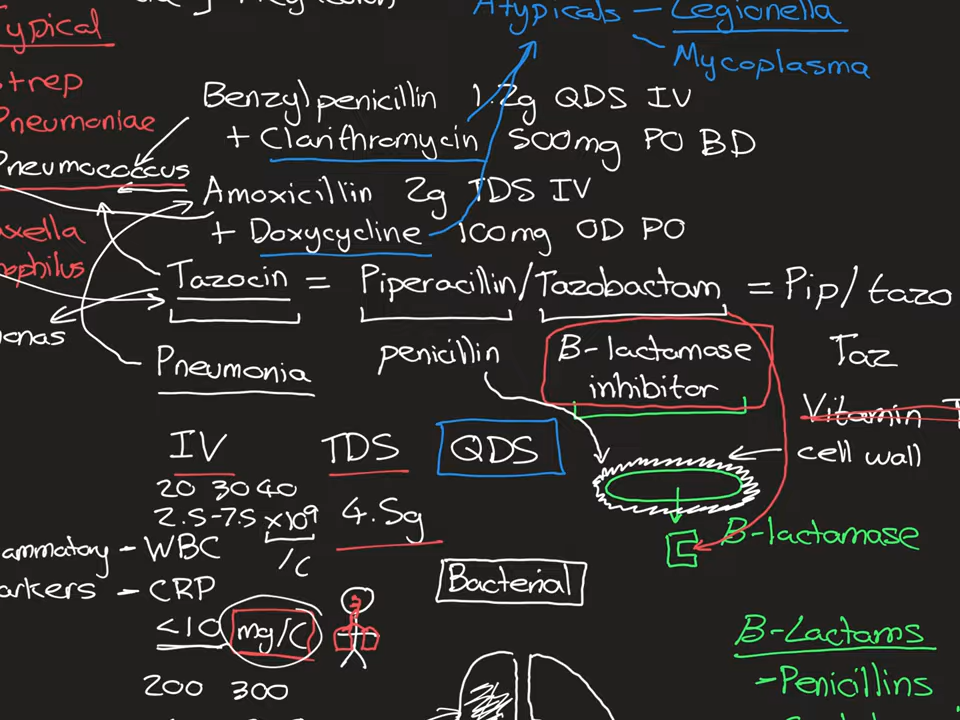 Atypicals – Legionella
Mycoplasma
Typical
Strep
Pneumoniae
Pneumococcus
Benzylpenicillin 1.2g QDS IV
+ Clarithromycin 500mg PO BD
Amoxicillin 2g TDS IV
+ Doxycycline 100mg OD PO
Tazocin = Piperacillin/Tazobactam = Pip/tazo
Pneumonia
penicillin
B-lactamase
inhibitor
Taz
Vitamin T
cell wall
IV TDS QDS
20 30 40
2.5-7.5 x109
/L
4.5g
WBC
CRP
<10 mg/L
200 300
Bacterial
B-lactamase
B-Lactams
-Penicillins